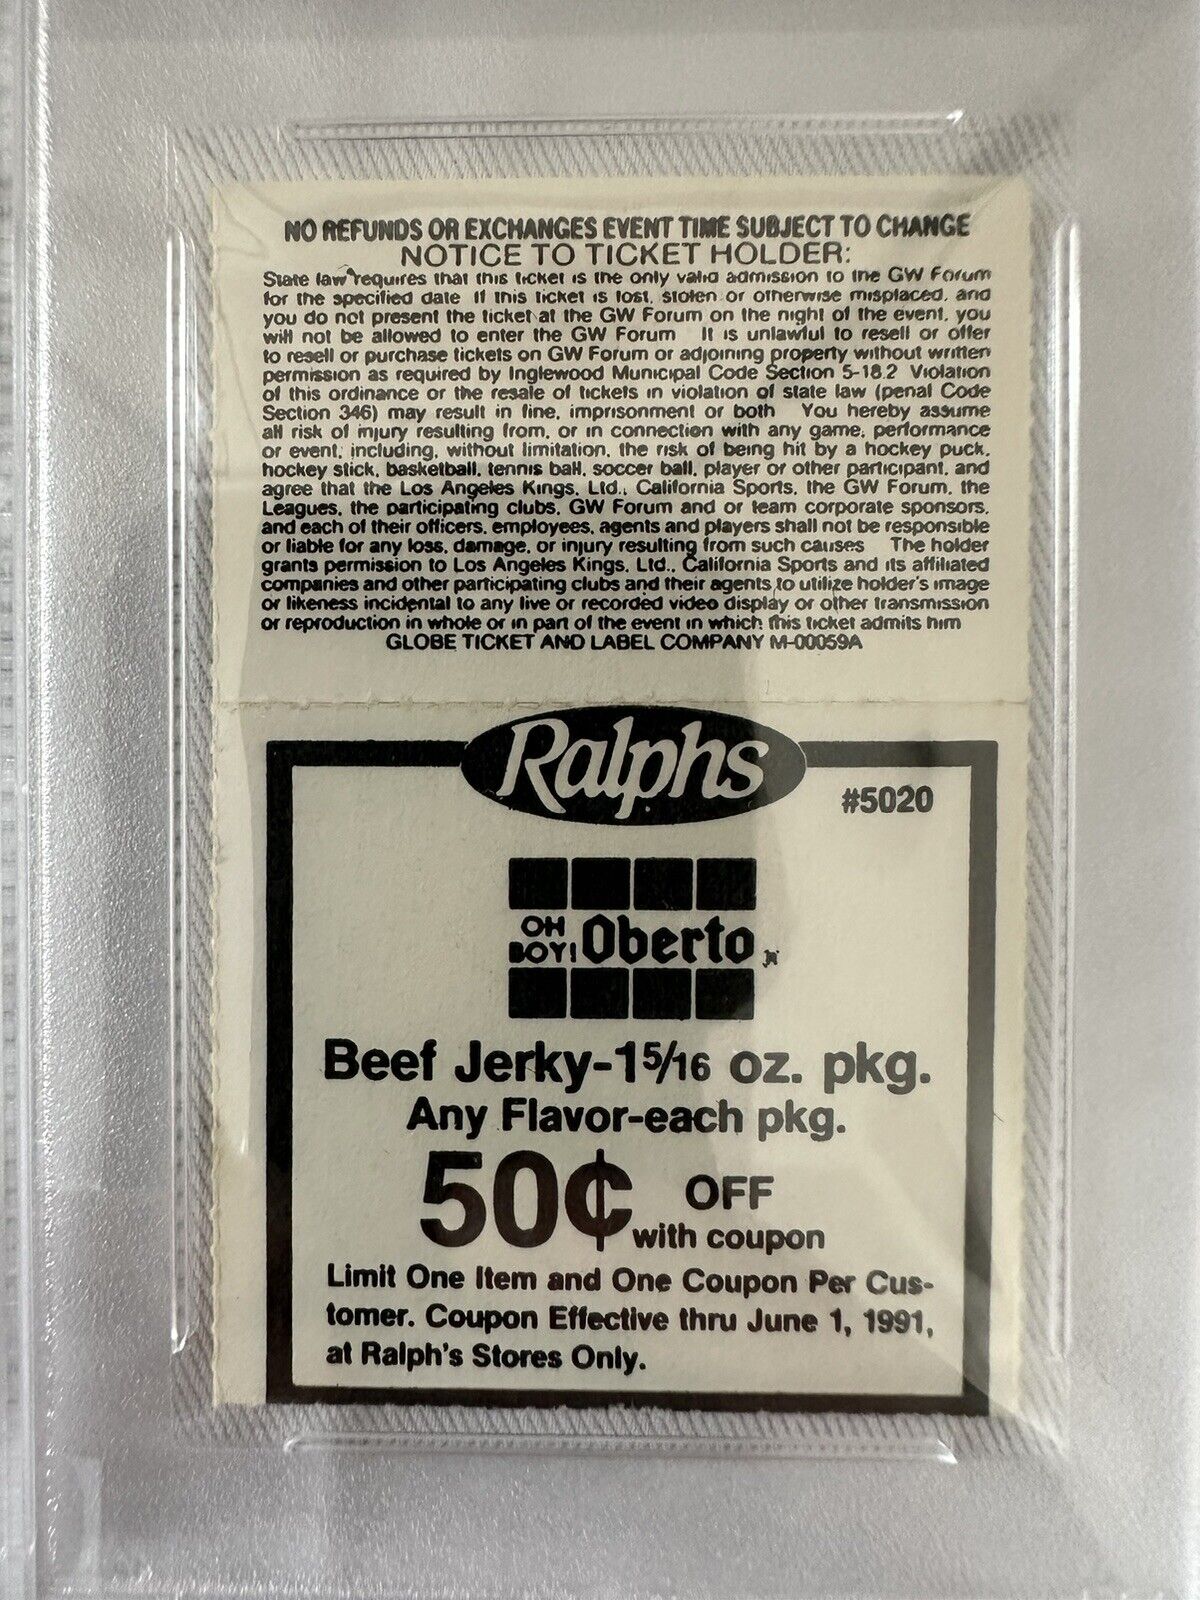 NO REFUNDS OR EXCHANGES EVENT TIME SUBJECT TO CHANGE
NOTICE TO TICKET HOLDER:
State law requires that this ticket is the only valid admission to the GW Forum
for the specified date If this ticket is lost, stolen or otherwise misplaced, and
you do not present the ticket at the GW Forum on the night of the event, you
will not be allowed to enter the GW Forum It is unlawful to resell or offer
to resell or purchase tickets on GW Forum or adjoining property without written
permission as required by Inglewood Municipal Code Section 5-18.2 Violation
of this ordinance or the resale of tickets in violation of state law (penal Code
Section 346) may result in fine, imprisonment or both You hereby assume
all risk of injury resulting from, or in connection with any game, performance
or event, including, without limitation, the risk of being hit by a hockey puck,
hockey stick, basketball, tennis ball, soccer ball, player or other participant, and
agree that the Los Angeles Kings, Ltd., California Sports, the GW Forum, the
Leagues, the participating clubs, GW Forum and or team corporate sponsors,
and each of their officers, employees, agents and players shall not be responsible
or liable for any loss, damage, or injury resulting from such causes The holder
grants permission to Los Angeles Kings, Ltd., California Sports and its affiliated
companies and other participating clubs and their agents to utilize holder's image
or likeness incidental to any live or recorded video display or other transmission
or reproduction in whole or in part of the event in which this ticket admits him
GLOBE TICKET AND LABEL COMPANY M-00059A
Ralphs
#5020
OH BOY! Oberto
Beef Jerky-1 5/16 oz. pkg.
Any Flavor-each pkg.
50¢ OFF
with coupon
Limit One Item and One Coupon Per Cus-
tomer. Coupon Effective thru June 1, 1991,
at Ralph's Stores Only.